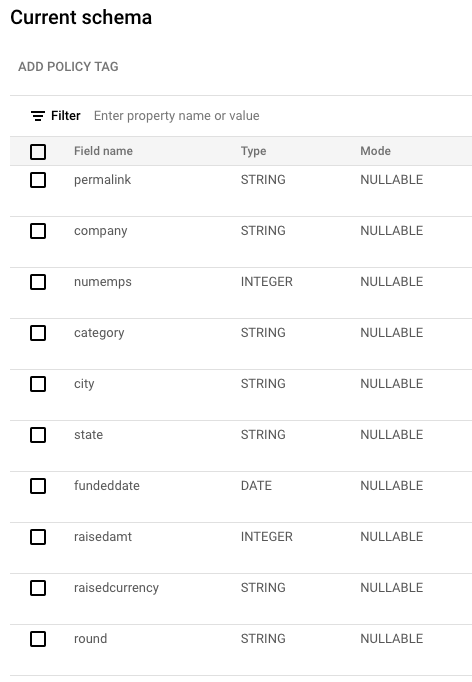 Current schema
ADD POLICY TAG
Filter Enter property name or value
Field name Type Mode
permalink STRING NULLABLE
company STRING NULLABLE
numemps INTEGER NULLABLE
category STRING NULLABLE
city STRING NULLABLE
state STRING NULLABLE
fundeddate DATE NULLABLE
raisedamt INTEGER NULLABLE
raisedcurrency STRING NULLABLE
round STRING NULLABLE